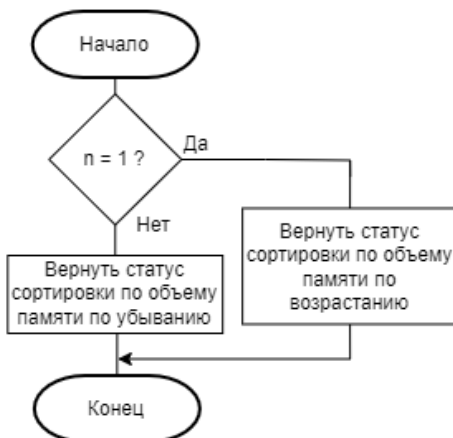 Начало
n = 1 ?
Да
Нет
Вернуть статус
сортировки по объему
памяти по
возрастанию
Вернуть статус
сортировки по объему
памяти по убыванию
Конец